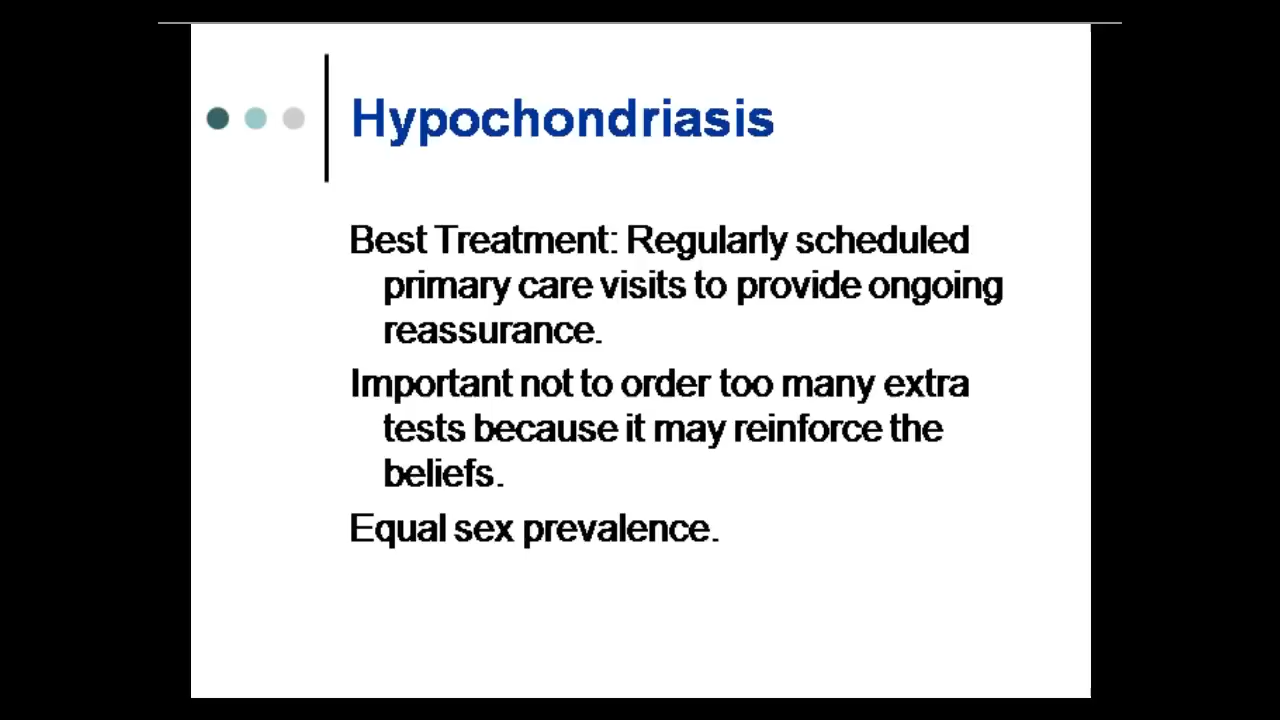 Hypochondriasis
Best Treatment: Regularly scheduled
primary care visits to provide ongoing
reassurance.
Important not to order too many extra
tests because it may reinforce the
beliefs.
Equal sex prevalence.